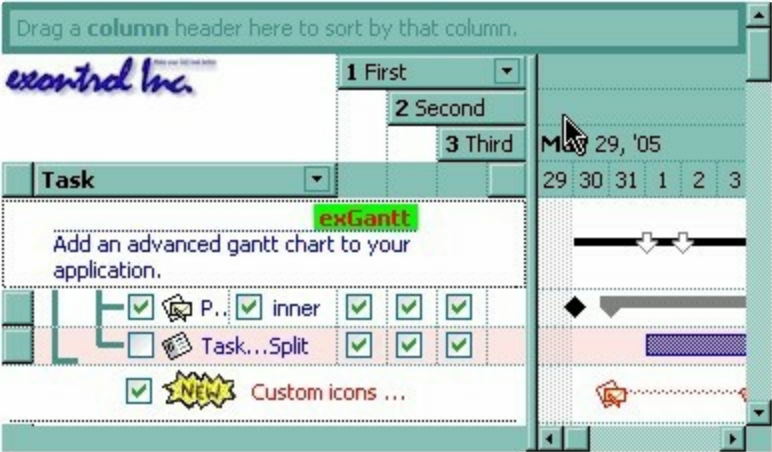 Drag a column header here to sort by that column.
exontrol Inc.
1 First
2 Second
3 Third
May 29, '05
Task
29 30 31 1 2 3
exGantt
Add an advanced gantt chart to your
application.
P.. inner
Task...Split
NEW Custom icons ...